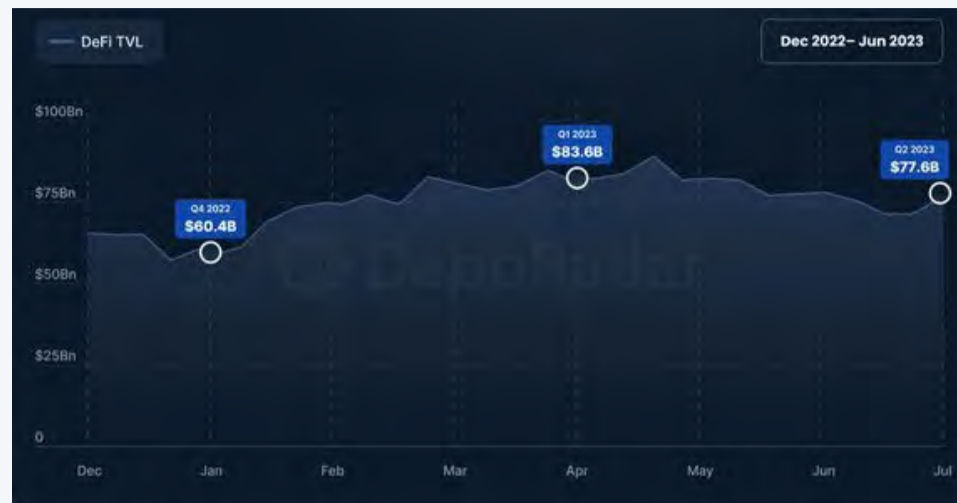 DeFi TVL
Dec 2022– Jun 2023
$100Bn
Q1 2023
$83.6B
Q2 2023
$77.6B
$75Bn
Q4 2022
$60.4B
$50Bn
DappRadar
$25Bn
0
Dec Jan Feb Mar Apr May Jun Jul